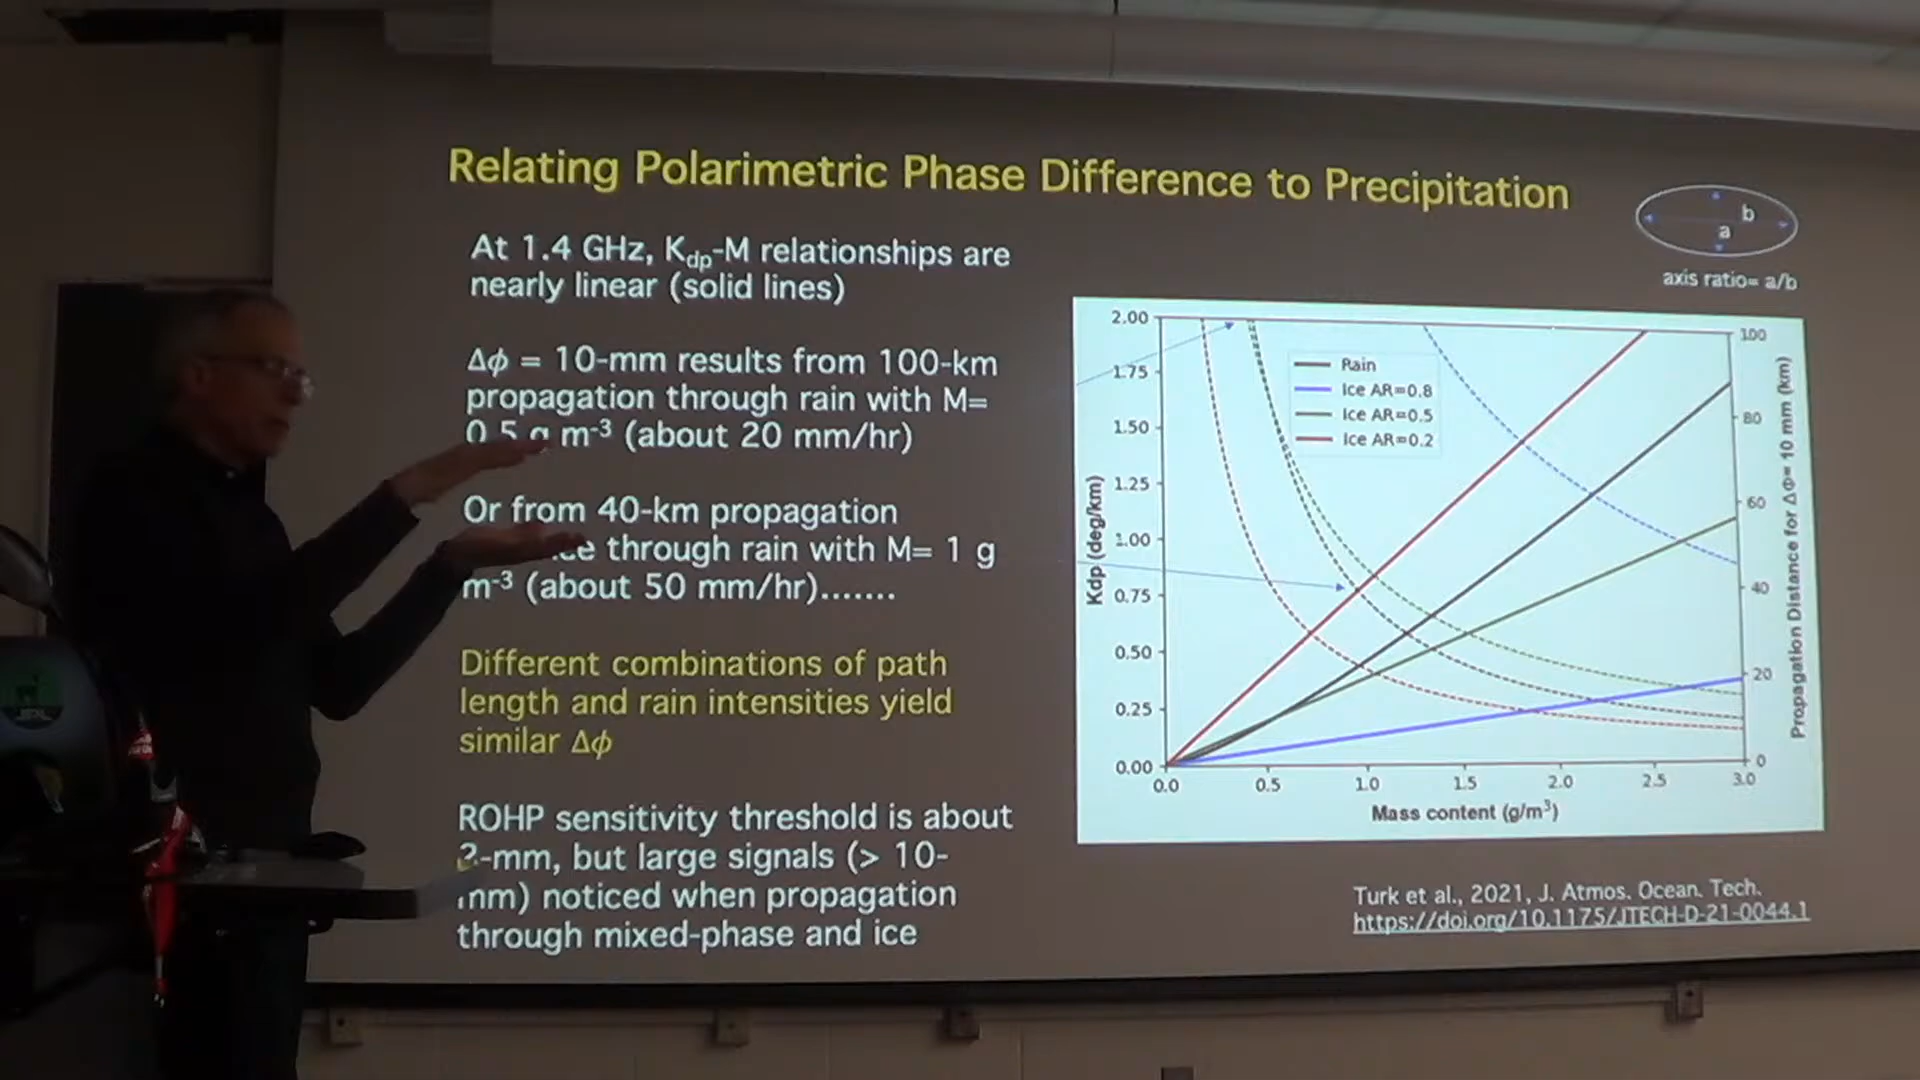 Relating Polarimetric Phase Difference to Precipitation
b
a
axis ratio= a/b
At 1.4 GHz, Kdp-M relationships are
nearly linear (solid lines)
Δϕ = 10-mm results from 100-km
propagation through rain with M=
0.5 g m-3 (about 20 mm/hr)
Or from 40-km propagation
through rain with M= 1 g
m-3 (about 50 mm/hr).......
Different combinations of path
length and rain intensities yield
similar Δϕ
ROHP sensitivity threshold is about
-mm, but large signals (> 10-
mm) noticed when propagation
through mixed-phase and ice
2.00
1.75
1.50
1.25
1.00
0.75
0.50
0.25
0.00
Kdp (deg/km)
Rain
Ice AR=0.8
Ice AR=0.5
Ice AR=0.2
100
80
60
40
20
0
Propagation Distance for ΔΦ= 10 mm (km)
0.0 0.5 1.0 1.5 2.0 2.5 3.0
Mass content (g/m3)
Turk et al., 2021, J. Atmos. Ocean. Tech.
https://doi.org/10.1175/JTECH-D-21-0044.1